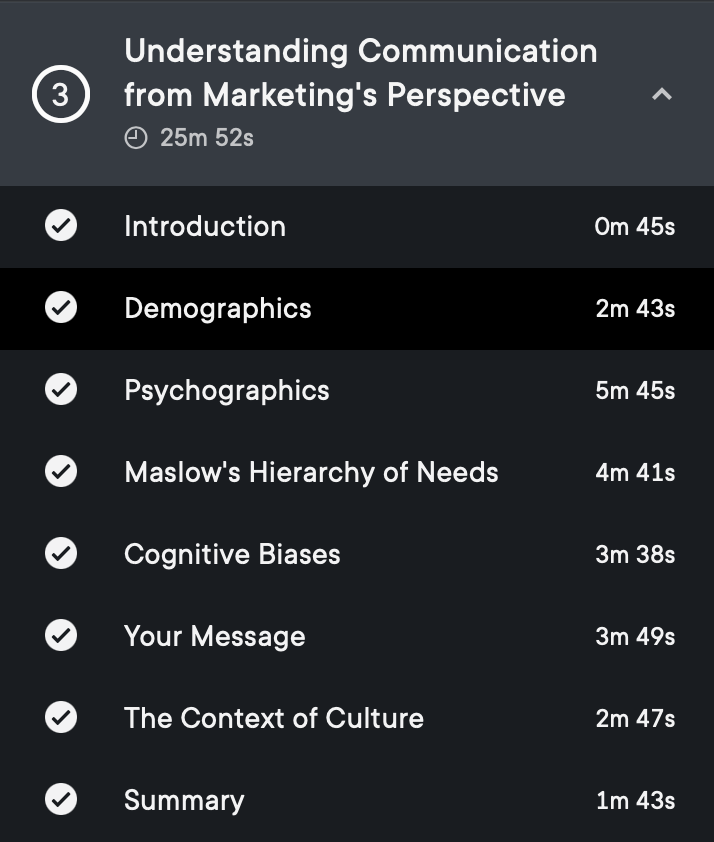 Understanding Communication
3
from Marketing's Perspective
25m 52s
Introduction 0m 45s
Demographics 2m 43s
Psychographics 5m 45s
Maslow's Hierarchy of Needs 4m 41s
Cognitive Biases 3m 38s
Your Message 3m 49s
The Context of Culture 2m 47s
Summary 1m 43s